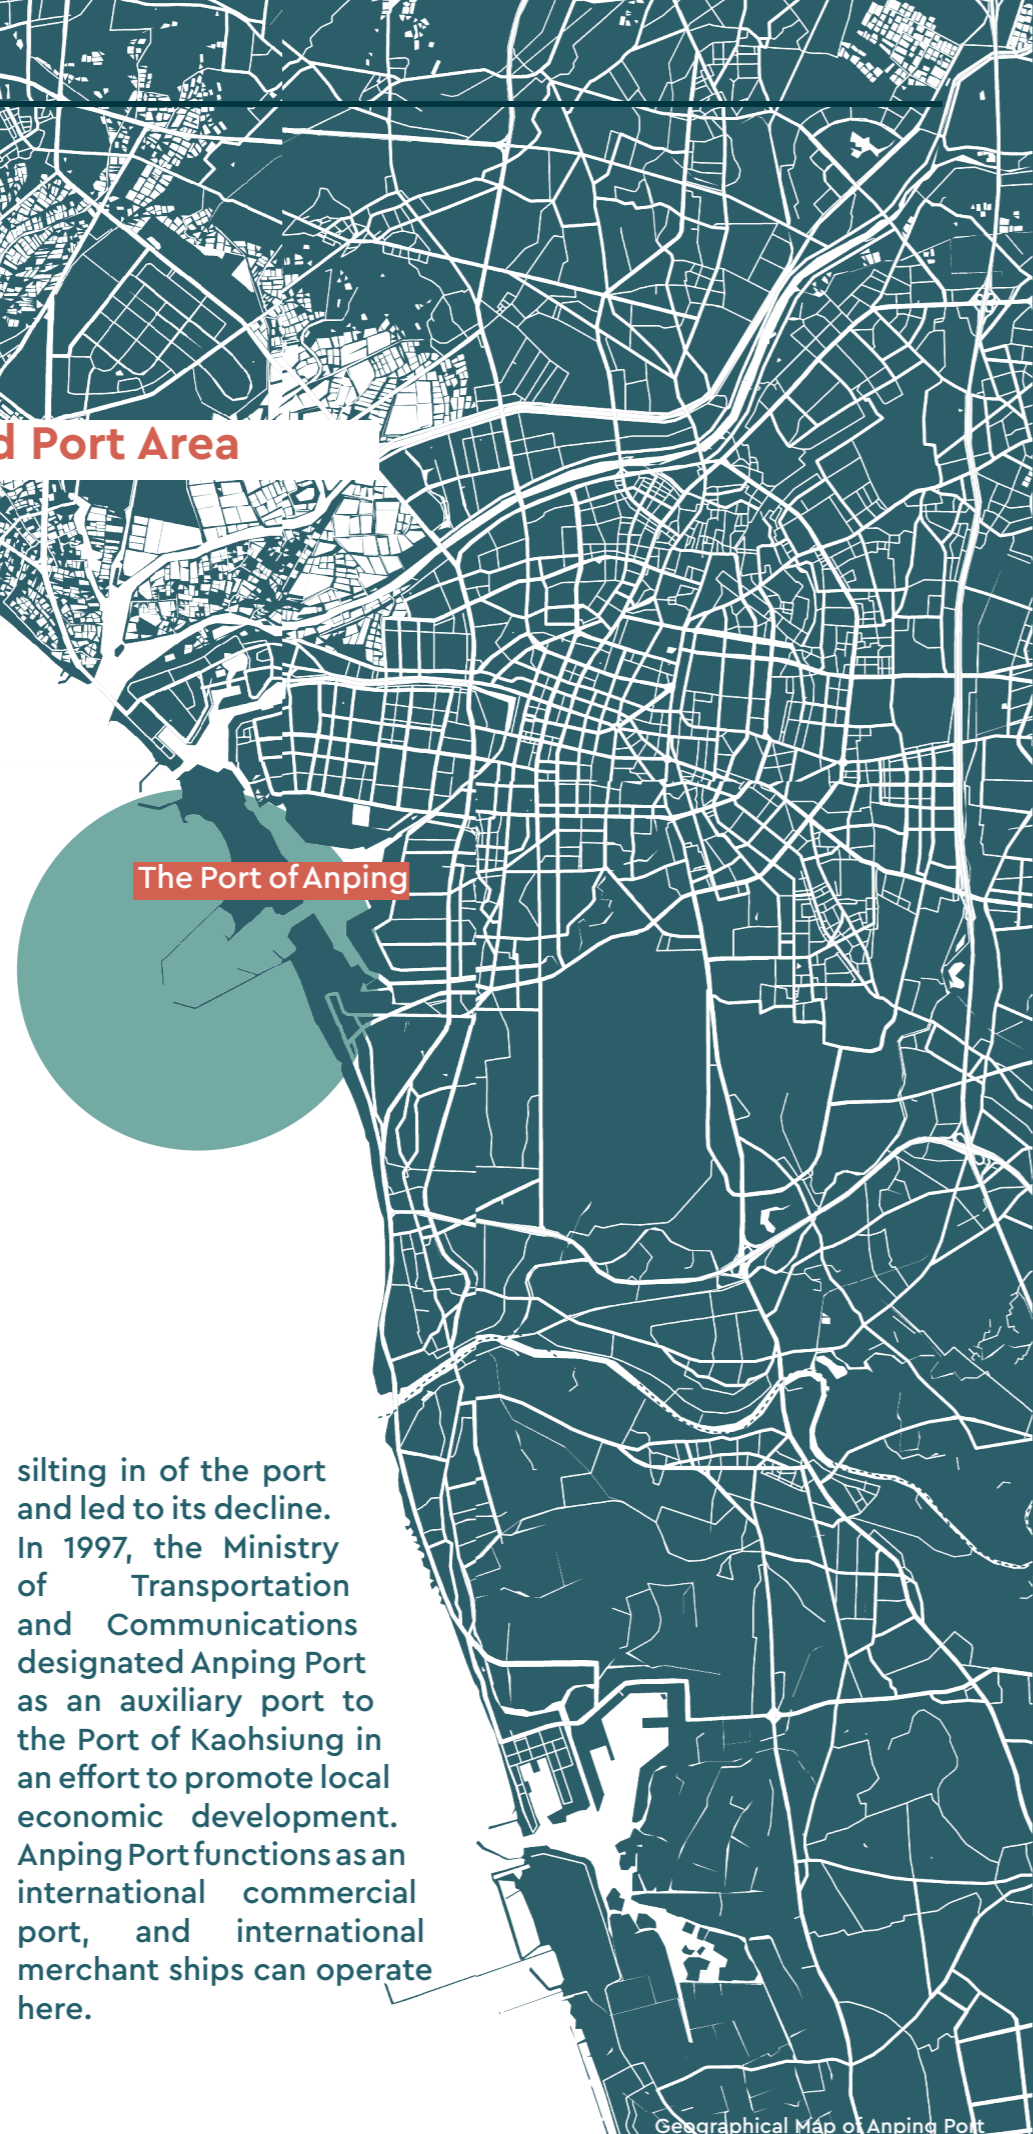 d Port Area
The Port of Anping
silting in of the port
and led to its decline.
In 1997, the Ministry
of Transportation
and Communications
designated Anping Port
as an auxiliary port to
the Port of Kaohsiung in
an effort to promote local
economic development.
Anping Port functions as an
international commercial
port, and international
merchant ships can operate
here.
Geographical Map of Anping Port